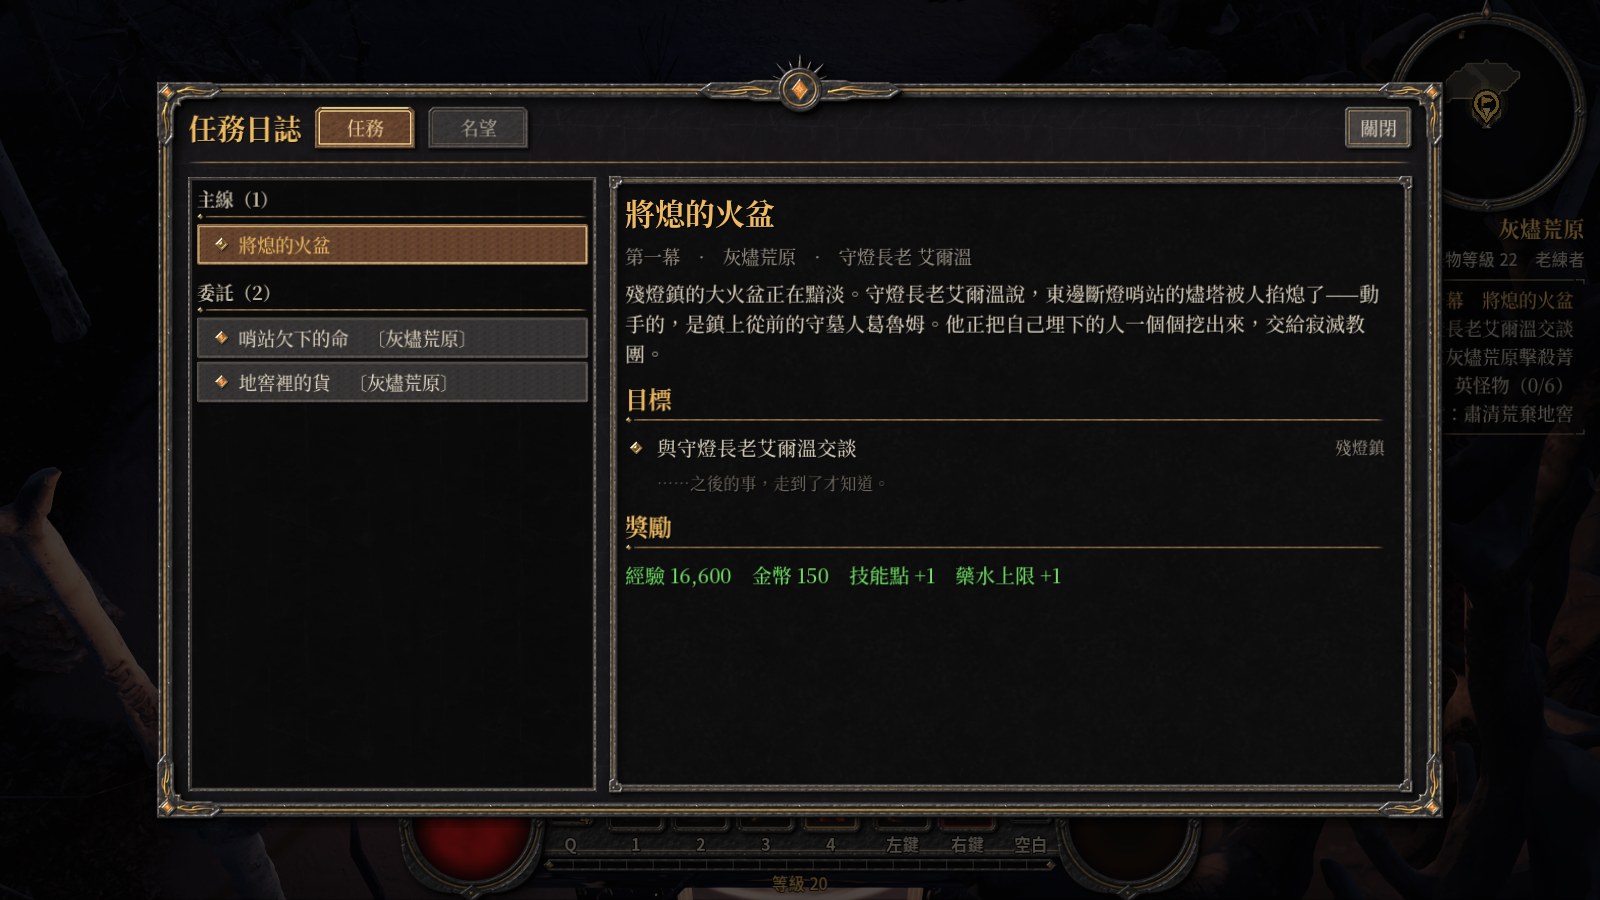 任務日誌
任務
名望
關閉
主線（1）
將熄的火盆
委託（2）
哨站欠下的命 〔灰燼荒原〕
地窖裡的貨 〔灰燼荒原〕
將熄的火盆
第一幕 · 灰燼荒原 · 守燈長老 艾爾溫
殘燈鎮的大火盆正在黯淡。守燈長老艾爾溫說，東邊斷燈哨站的燼塔被人掐熄了——動
手的，是鎮上從前的守墓人葛魯姆。他正把自己埋下的人一個個挖出來，交給寂滅教
團。
目標
與守燈長老艾爾溫交談
殘燈鎮
……之後的事，走到了才知道。
獎勵
經驗 16,600 金幣 150 技能點 +1 藥水上限 +1
灰燼荒原
物等級 22 老練者
幕 將熄的火盆
長老艾爾溫交談
灰燼荒原擊殺菁
英怪物（0/6）
：肅清荒棄地窖
Q 1 2 3 4 左鍵 右鍵 空白
等級 20